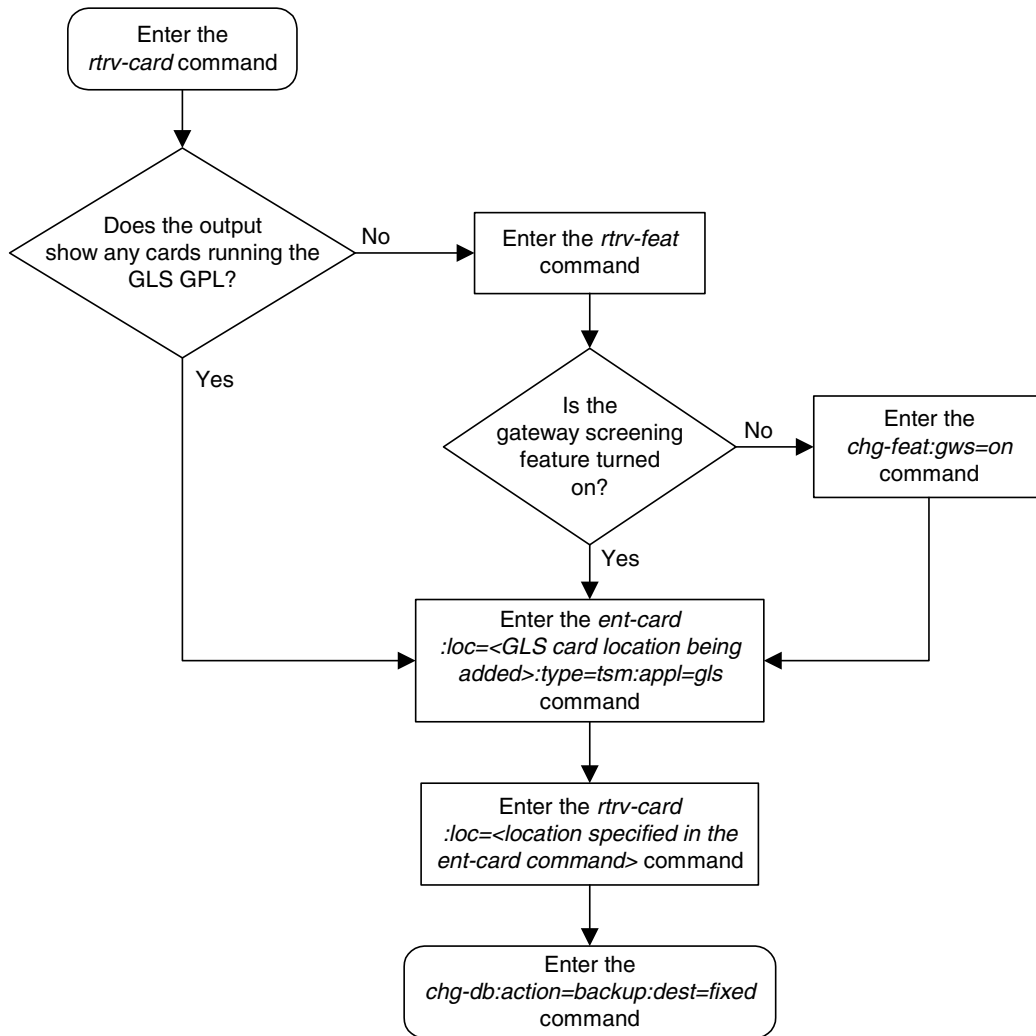 Enter the
rtrv-card command
Does the output
show any cards running the
GLS GPL?
No
Enter the rtrv-feat
command
Yes
Is the
gateway screening
feature turned
on?
No
Enter the
chg-feat:gws=on
command
Yes
Enter the ent-card
:loc=<GLS card location being
added>:type=tsm:appl=gls
command
Enter the rtrv-card
:loc=<location specified in the
ent-card command> command
Enter the
chg-db:action=backup:dest=fixed
command